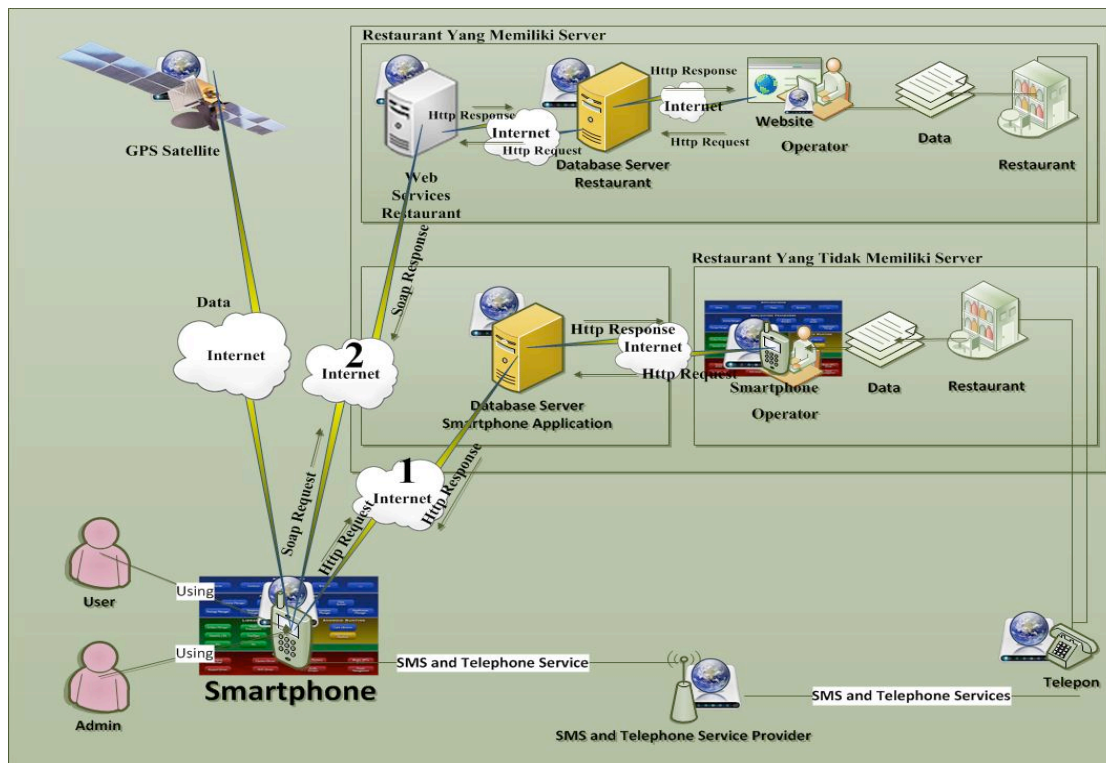 Restaurant Yang Memiliki Server
GPS Satellite
Http Response
Internet
Http Request
Web
Services
Restaurant
Database Server
Restaurant
Http Response
Internet
Http Request
Website
Operator
Data
Restaurant
Soap Response
Data
Internet
2
Internet
Soap Request
Restaurant Yang Tidak Memiliki Server
Database Server
Smartphone Application
Http Response
Internet
Http Request
Smartphone
Operator
Data
Restaurant
1
Internet
Http Response
Http Request
User
Using
Admin
Using
Smartphone
SMS and Telephone Service
SMS and Telephone Service Provider
SMS and Telephone Services
Telepon